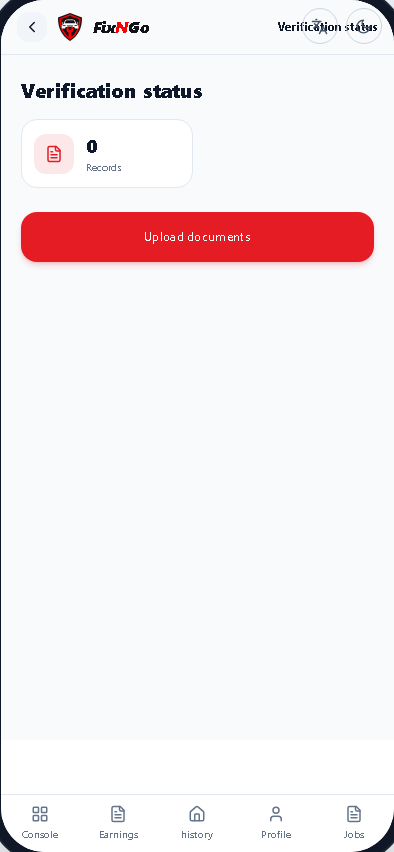 FixNGo
Verification status
Verification status
0
Records
Upload documents
Console
Earnings
history
Profile
Jobs